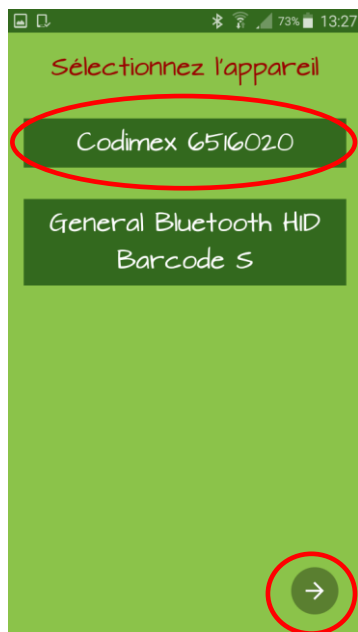 73% 13:27
Sélectionnez l'appareil
Codimex 6516020
General Bluetooth HID
Barcode S